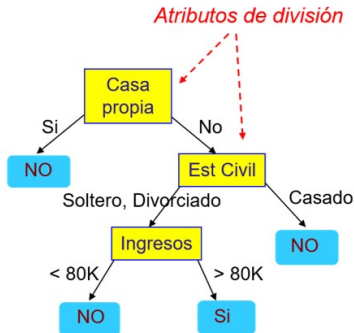 Atributos de división
Casa
propia
Si
No
NO
Est Civil
Soltero, Divorciado
Casado
Ingresos
NO
< 80K
> 80K
NO
Si